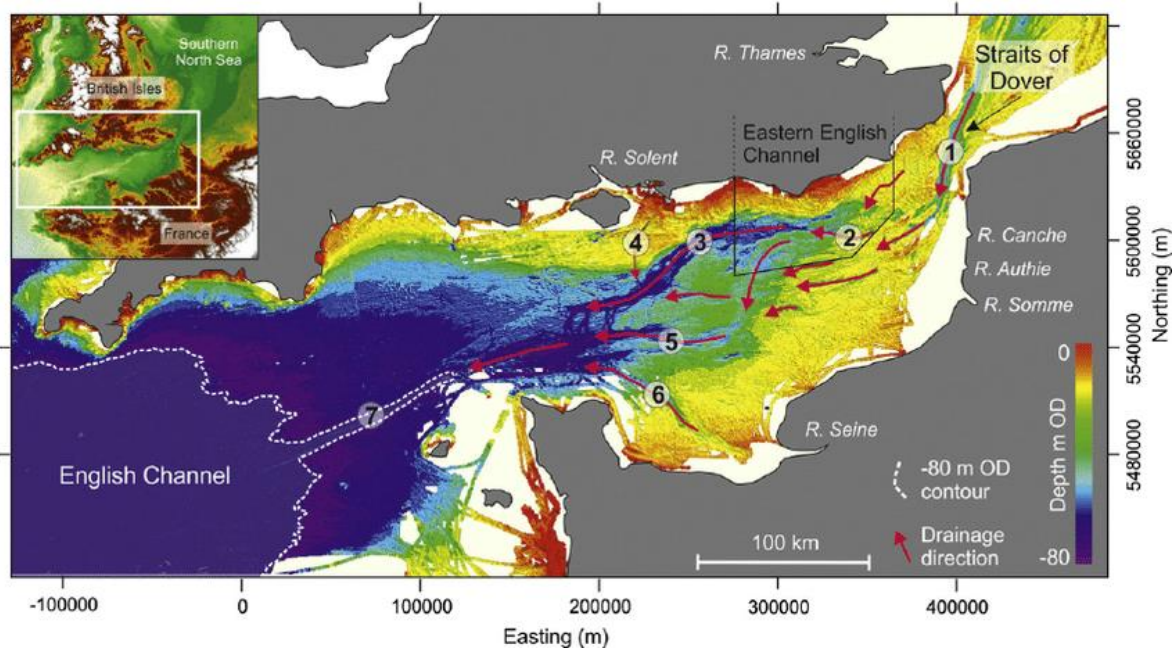 Southern
North Sea
British Isles
France
R. Thames
Straits of
Dover
Eastern English
Channel
R. Solent
1
2
3
4
5
6
7
R. Canche
R. Authie
R. Somme
R. Seine
English Channel
-80 m OD
contour
Drainage
direction
100 km
0
Depth m OD
-80
5660000
5600000
5540000
5480000
Northing (m)
-100000
0
100000
200000
300000
400000
Easting (m)